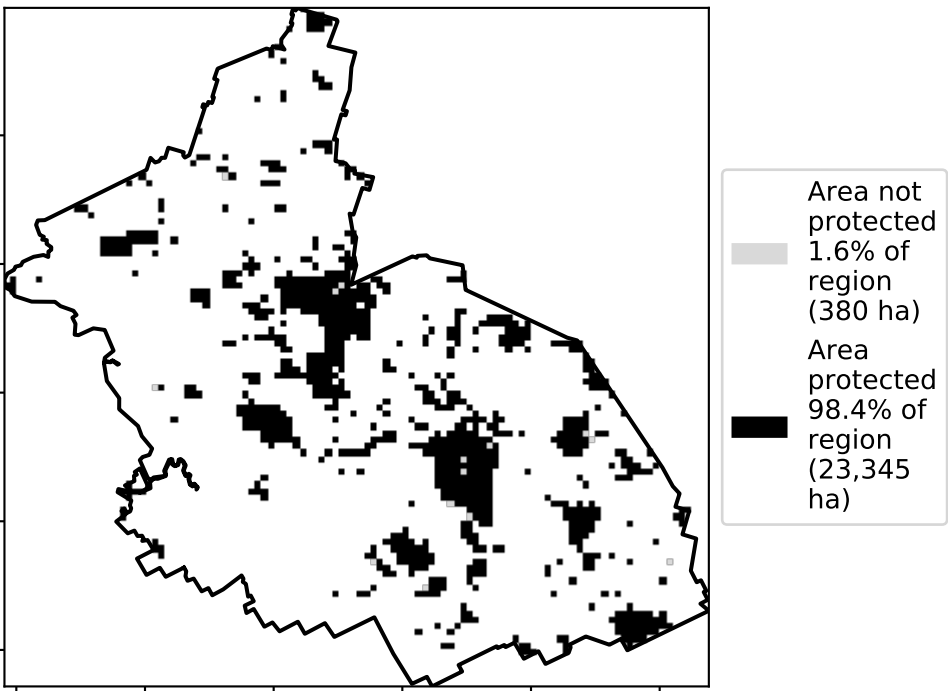 Area not
protected
1.6% of
region
(380 ha)
Area
protected
98.4% of
region
(23,345
ha)